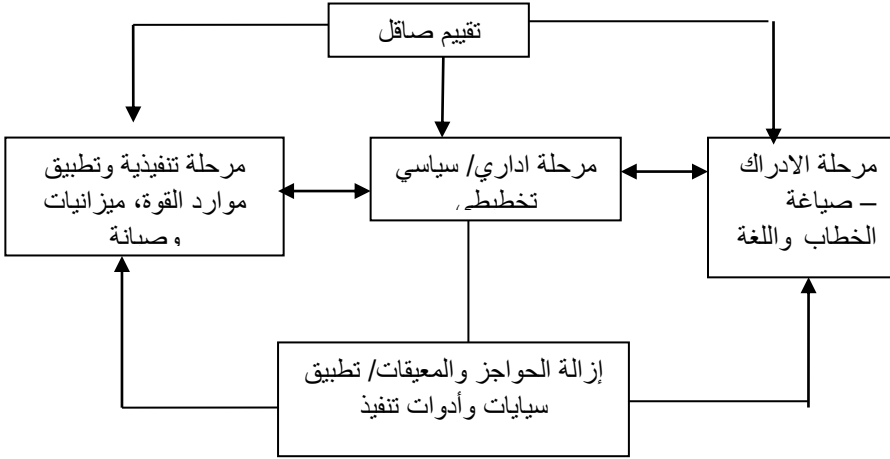 تقييم صاقل
مرحلة الادراك
– صياغة
الخطاب واللغة
مرحلة اداري/ سياسي
تخطيطي
مرحلة تنفيذية وتطبيق
موارد القوة، ميزانيات
وصيانة
إزالة الحواجز والمعيقات/ تطبيق
سيايات وأدوات تنفيذ